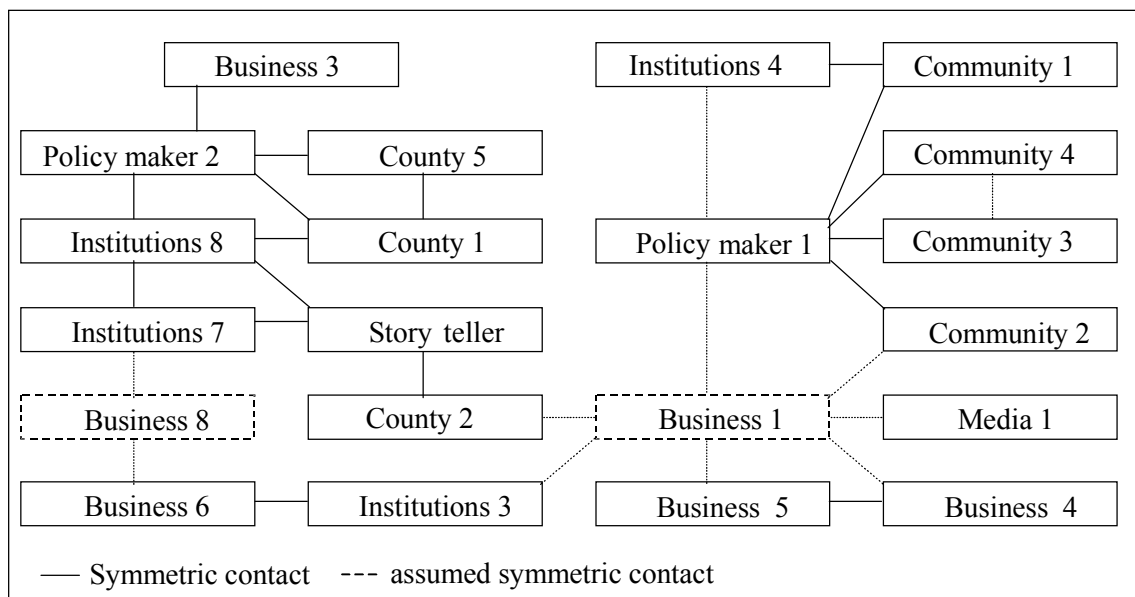 Business 3
Institutions 4
Community 1
Policy maker 2
County 5
Community 4
Institutions 8
County 1
Policy maker 1
Community 3
Institutions 7
Story teller
Community 2
Business 8
County 2
Business 1
Media 1
Business 6
Institutions 3
Business 5
Business 4
Symmetric contact
assumed symmetric contact